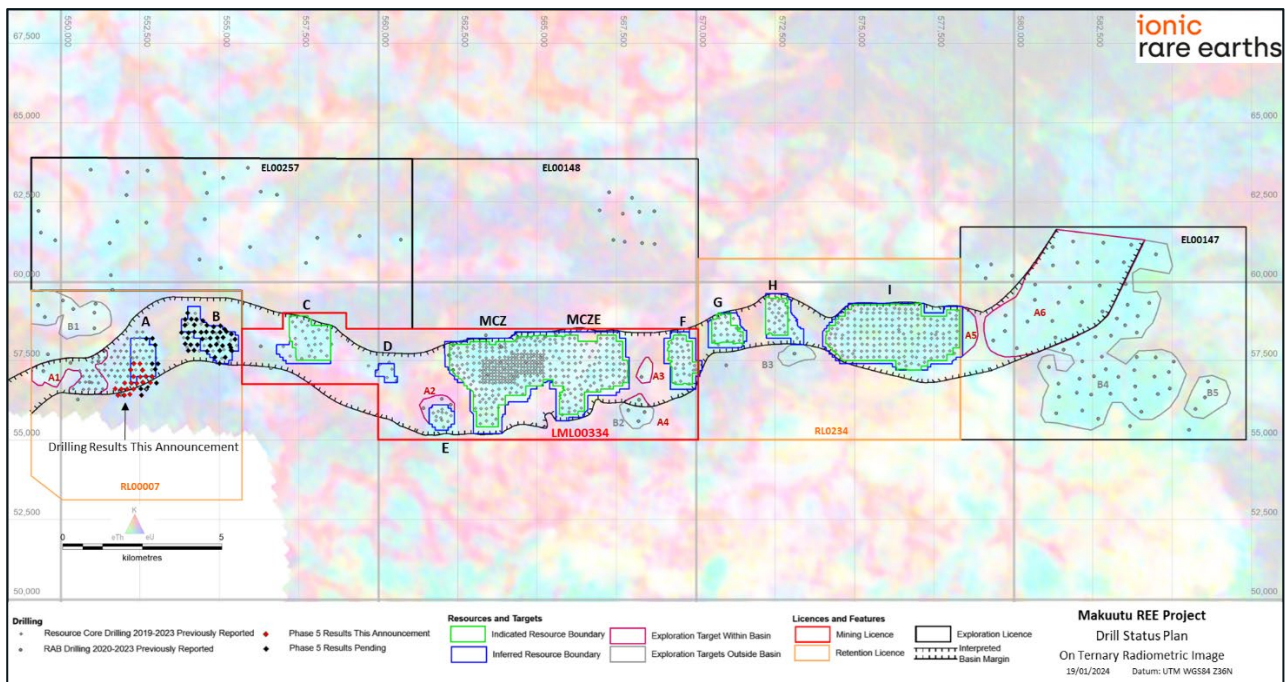 550,000
552,500
555,000
557,500
560,000
562,500
565,000
567,500
570,000
572,500
575,000
577,500
580,000
582,500
ionic
rare earths
67,500
67,500
65,000
65,000
EL00257
EL00148
62,500
62,500
EL00147
60,000
60,000
B1
A
B
C
D
MCZ
MCZE
F
G
H
I
A5
A6
57,500
57,500
A1
A2
A3
B3
B4
B5
B2
A4
E
LML00334
RL0234
55,000
55,000
Drilling Results This Announcement
RL00007
K
eTh
eU
0
5
kilometres
52,500
52,500
50,000
50,000
Drilling
Resource Core Drilling 2019-2023 Previously Reported
RAB Drilling 2020-2023 Previously Reported
Phase 5 Results This Announcement
Phase 5 Results Pending
Resources and Targets
Indicated Resource Boundary
Inferred Resource Boundary
Exploration Target Within Basin
Exploration Targets Outside Basin
Licences and Features
Mining Licence
Retention Licence
Exploration Licence
Interpreted
Basin Margin
Makuutu REE Project
Drill Status Plan
On Ternary Radiometric Image
19/01/2024 Datum: UTM WGS84 Z36N